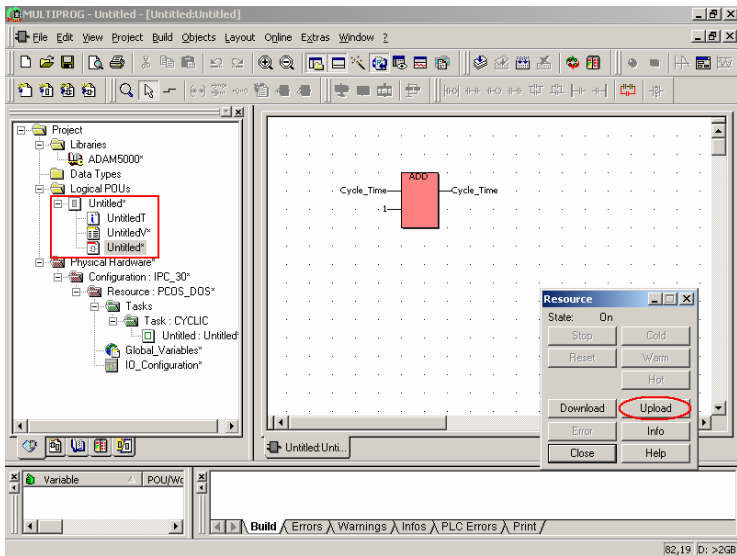 MULTIPROG - Untitled - [Untitled:Untitled]
File Edit View Project Build Objects Layout Online Extras Window ?
Project
Libraries
ADAM5000*
Data Types
Logical POUs
Untitled*
UntitledT
UntitledV*
Untitled*
Physical Hardware*
Configuration : IPC_30*
Resource : PCOS_DOS*
Tasks
Task : CYCLIC
Untitled : Untitled
Global_Variables*
IO_Configuration*
ADD
Cycle_Time Cycle_Time
1
Resource
State: On
Stop Cold
Reset Warm
Hot
Download Upload
Error Info
Close Help
Untitled:Unti...
Variable POU/Wo
Build Errors Warnings Infos PLC Errors Print
82,19 D: >2GB